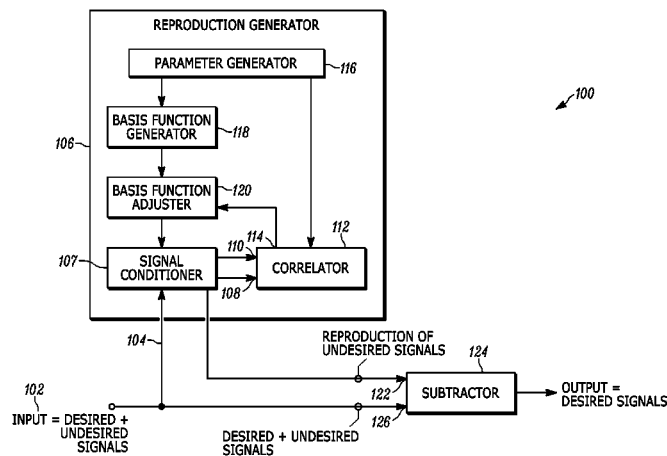 REPRODUCTION GENERATOR
PARAMETER GENERATOR
116
100
BASIS FUNCTION
GENERATOR
118
106
BASIS FUNCTION
ADJUSTER
120
107
SIGNAL
CONDITIONER
110
114
112
CORRELATOR
108
104
REPRODUCTION OF
UNDESIRED SIGNALS
124
122
SUBTRACTOR
126
OUTPUT =
DESIRED SIGNALS
102
INPUT = DESIRED +
UNDESIRED
SIGNALS
DESIRED + UNDESIRED
SIGNALS